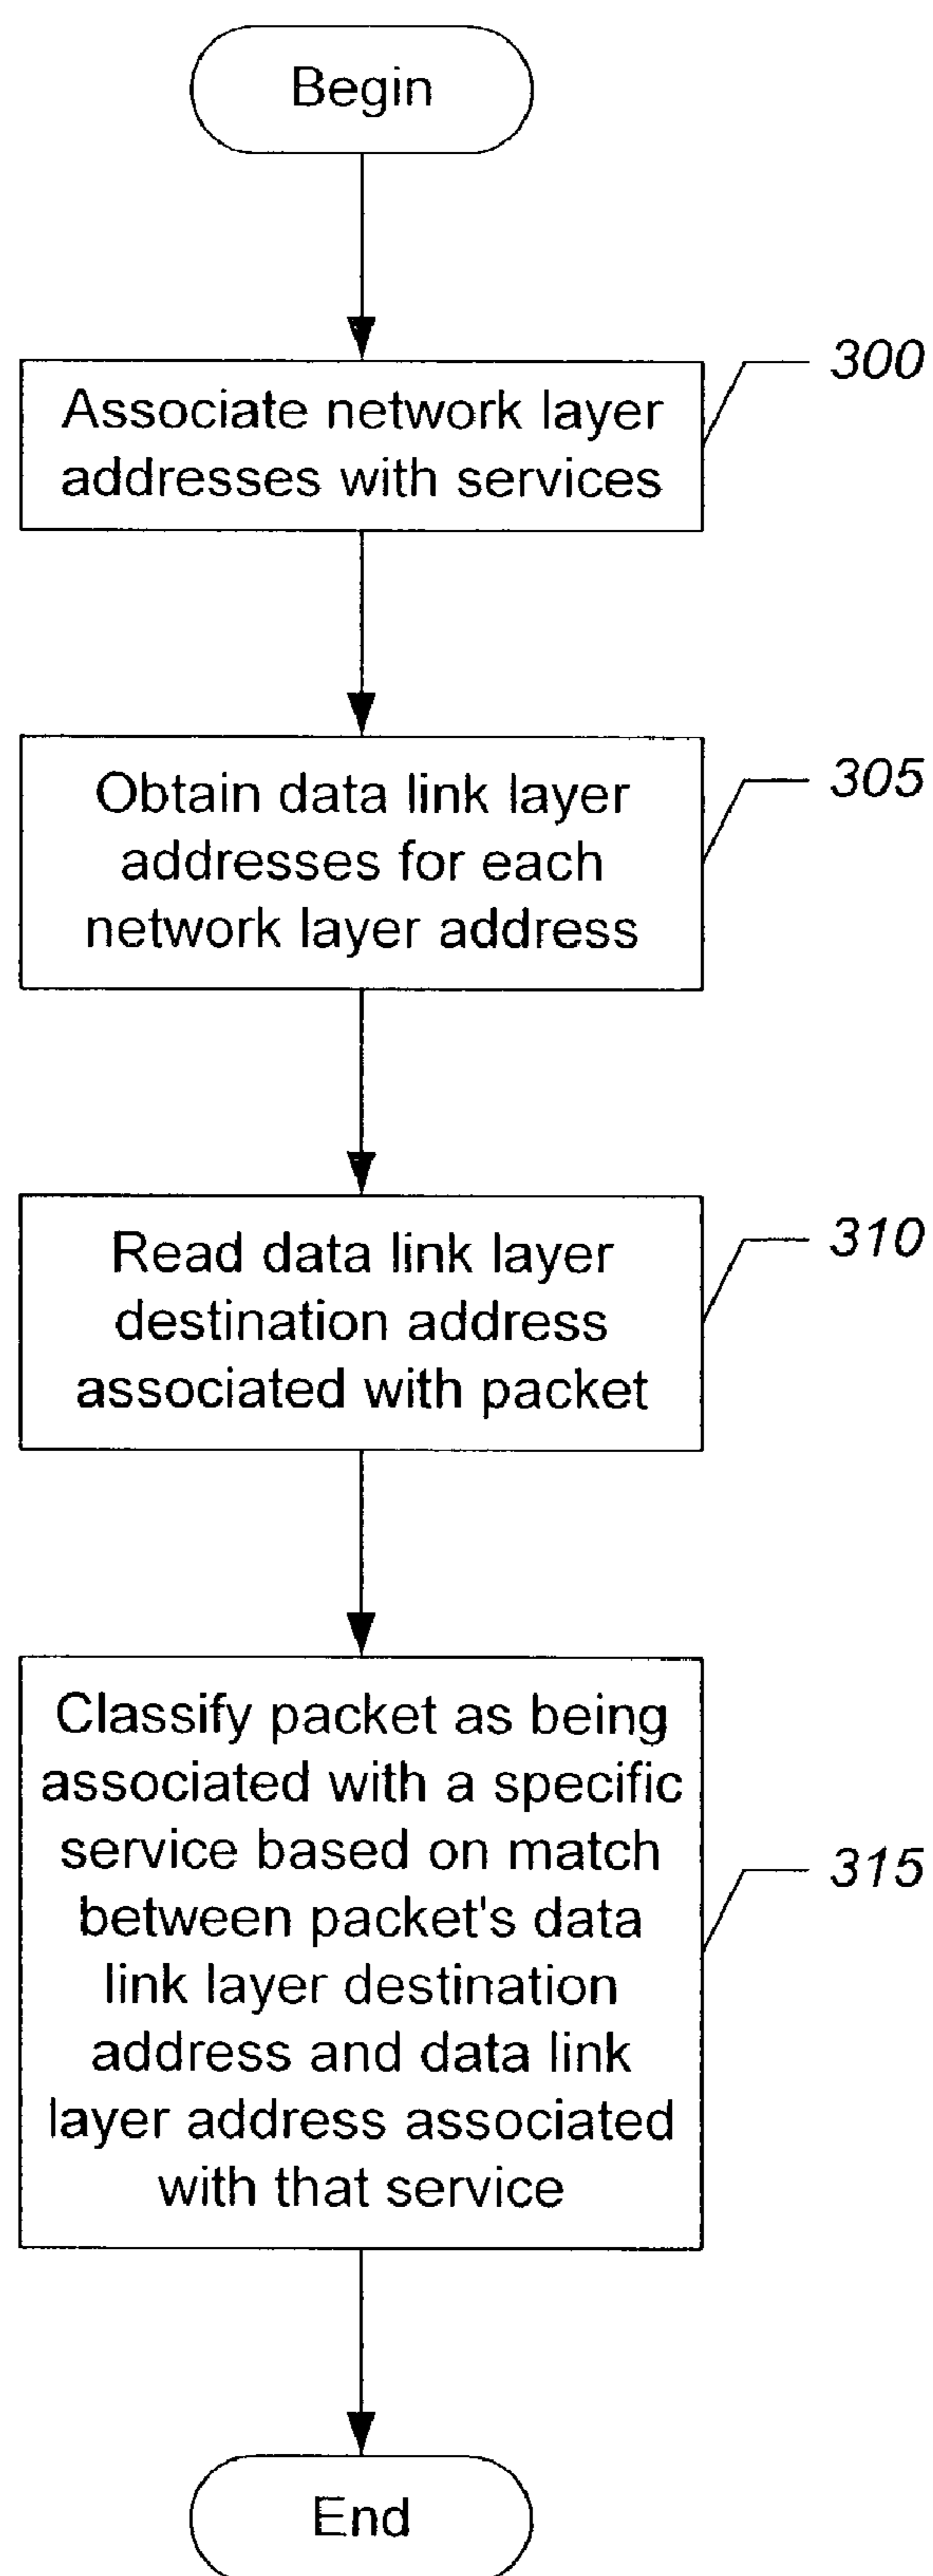 Begin
300
Associate network layer
addresses with services
305
Obtain data link layer
addresses for each
network layer address
310
Read data link layer
destination address
associated with packet
Classify packet as being
associated with a specific
service based on match
315
between packet's data
link layer destination
address and data link
layer address associated
with that service
End